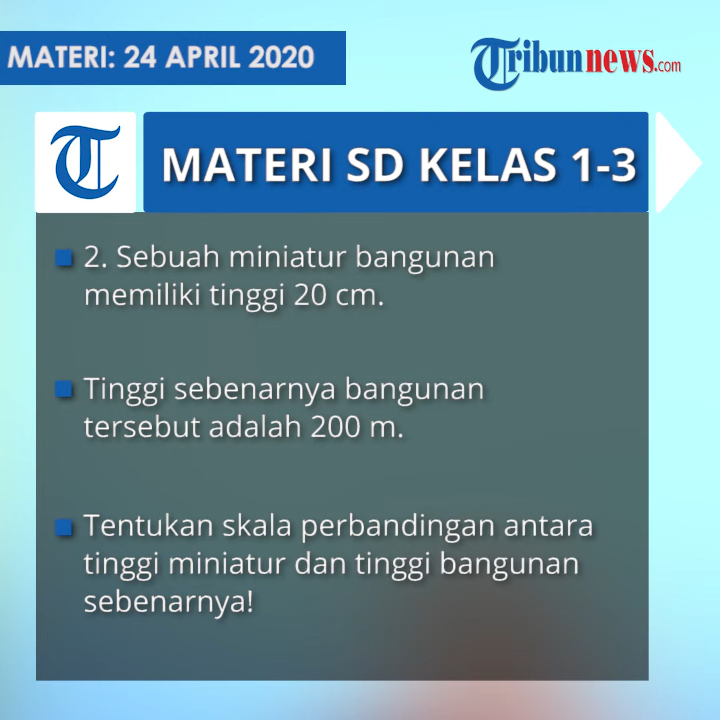 MATERI: 24 APRIL 2020
Tribunnews.com
T MATERI SD KELAS 1-3
2. Sebuah miniatur bangunan
memiliki tinggi 20 cm.
Tinggi sebenarnya bangunan
tersebut adalah 200 m.
Tentukan skala perbandingan antara
tinggi miniatur dan tinggi bangunan
sebenarnya!